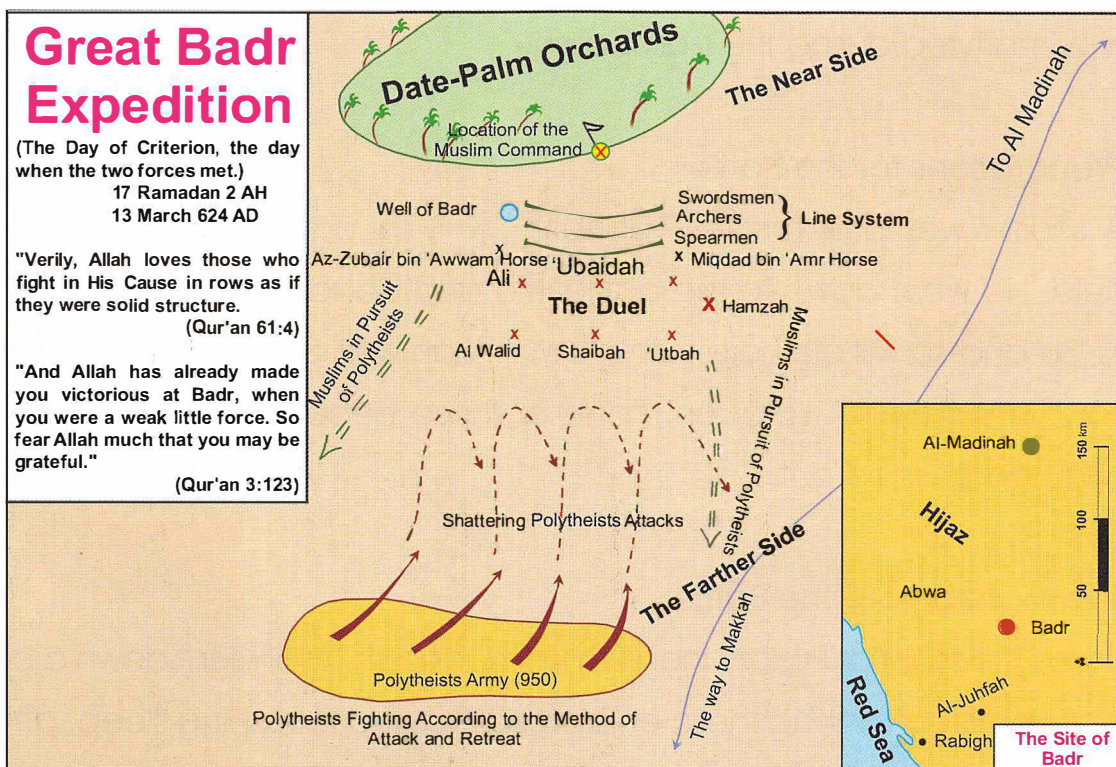 Great Badr
Expedition
(The Day of Criterion, the day
when the two forces met.)
17 Ramadan 2 AH
13 March 624 AD
"Verily, Allah loves those who
fight in His Cause in rows as if
they were solid structure.
(Qur'an 61:4)
"And Allah has already made
you victorious at Badr, when
you were a weak little force. So
fear Allah much that you may be
grateful."
(Qur'an 3:123)
Date-Palm Orchards
The Near Side
To Al Madinah
Location of the
Muslim Command
Well of Badr
Swordsmen
Archers
Spearmen
Line System
Az-Zubair bin 'Awwam Horse
'Ubaidah
Miqdad bin 'Amr Horse
Ali
The Duel
Hamzah
Al Walid
Shaibah
'Utbah
Muslims in Pursuit
of Polytheists
Muslims in Pursuit of Polytheists
Shattering Polytheists Attacks
The Farther Side
The way to Makkah
Polytheists Army (950)
Polytheists Fighting According to the Method of
Attack and Retreat
Al-Madinah
150 km
Hijaz
100
Abwa
50
Badr
Red Sea
Al-Juhfah
Rabigh
The Site of
Badr